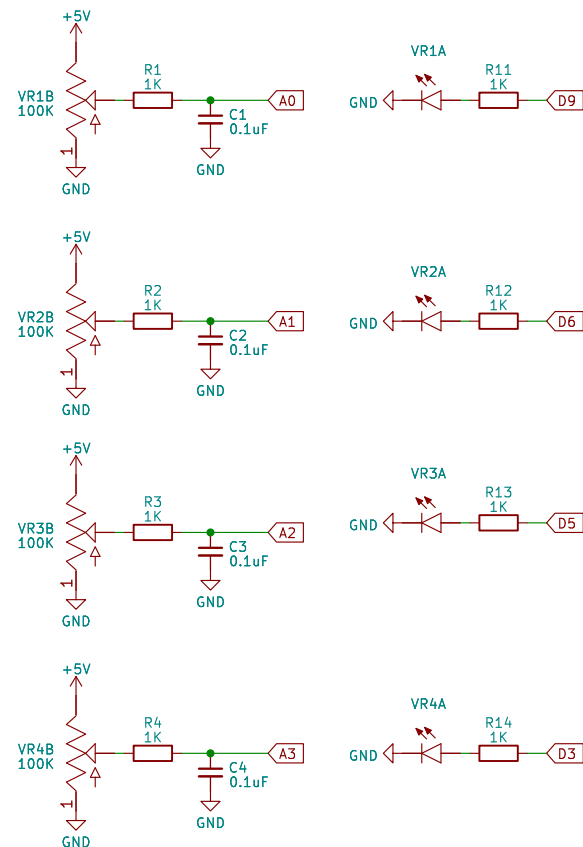 +5V
VR1B
100K
1
GND
R1
1K
C1
0.1uF
GND
A0
VR1A
GND
R11
1K
D9
+5V
VR2B
100K
1
GND
R2
1K
C2
0.1uF
GND
A1
VR2A
GND
R12
1K
D6
+5V
VR3B
100K
1
GND
R3
1K
C3
0.1uF
GND
A2
VR3A
GND
R13
1K
D5
+5V
VR4B
100K
1
GND
R4
1K
C4
0.1uF
GND
A3
VR4A
GND
R14
1K
D3